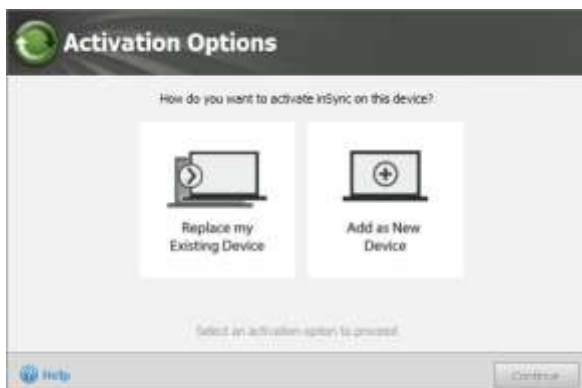 Activation Options
How do you want to activate inSync on this device?
Replace my
Existing Device
Add as New
Device
Select an activation option to proceed
Help
Continue